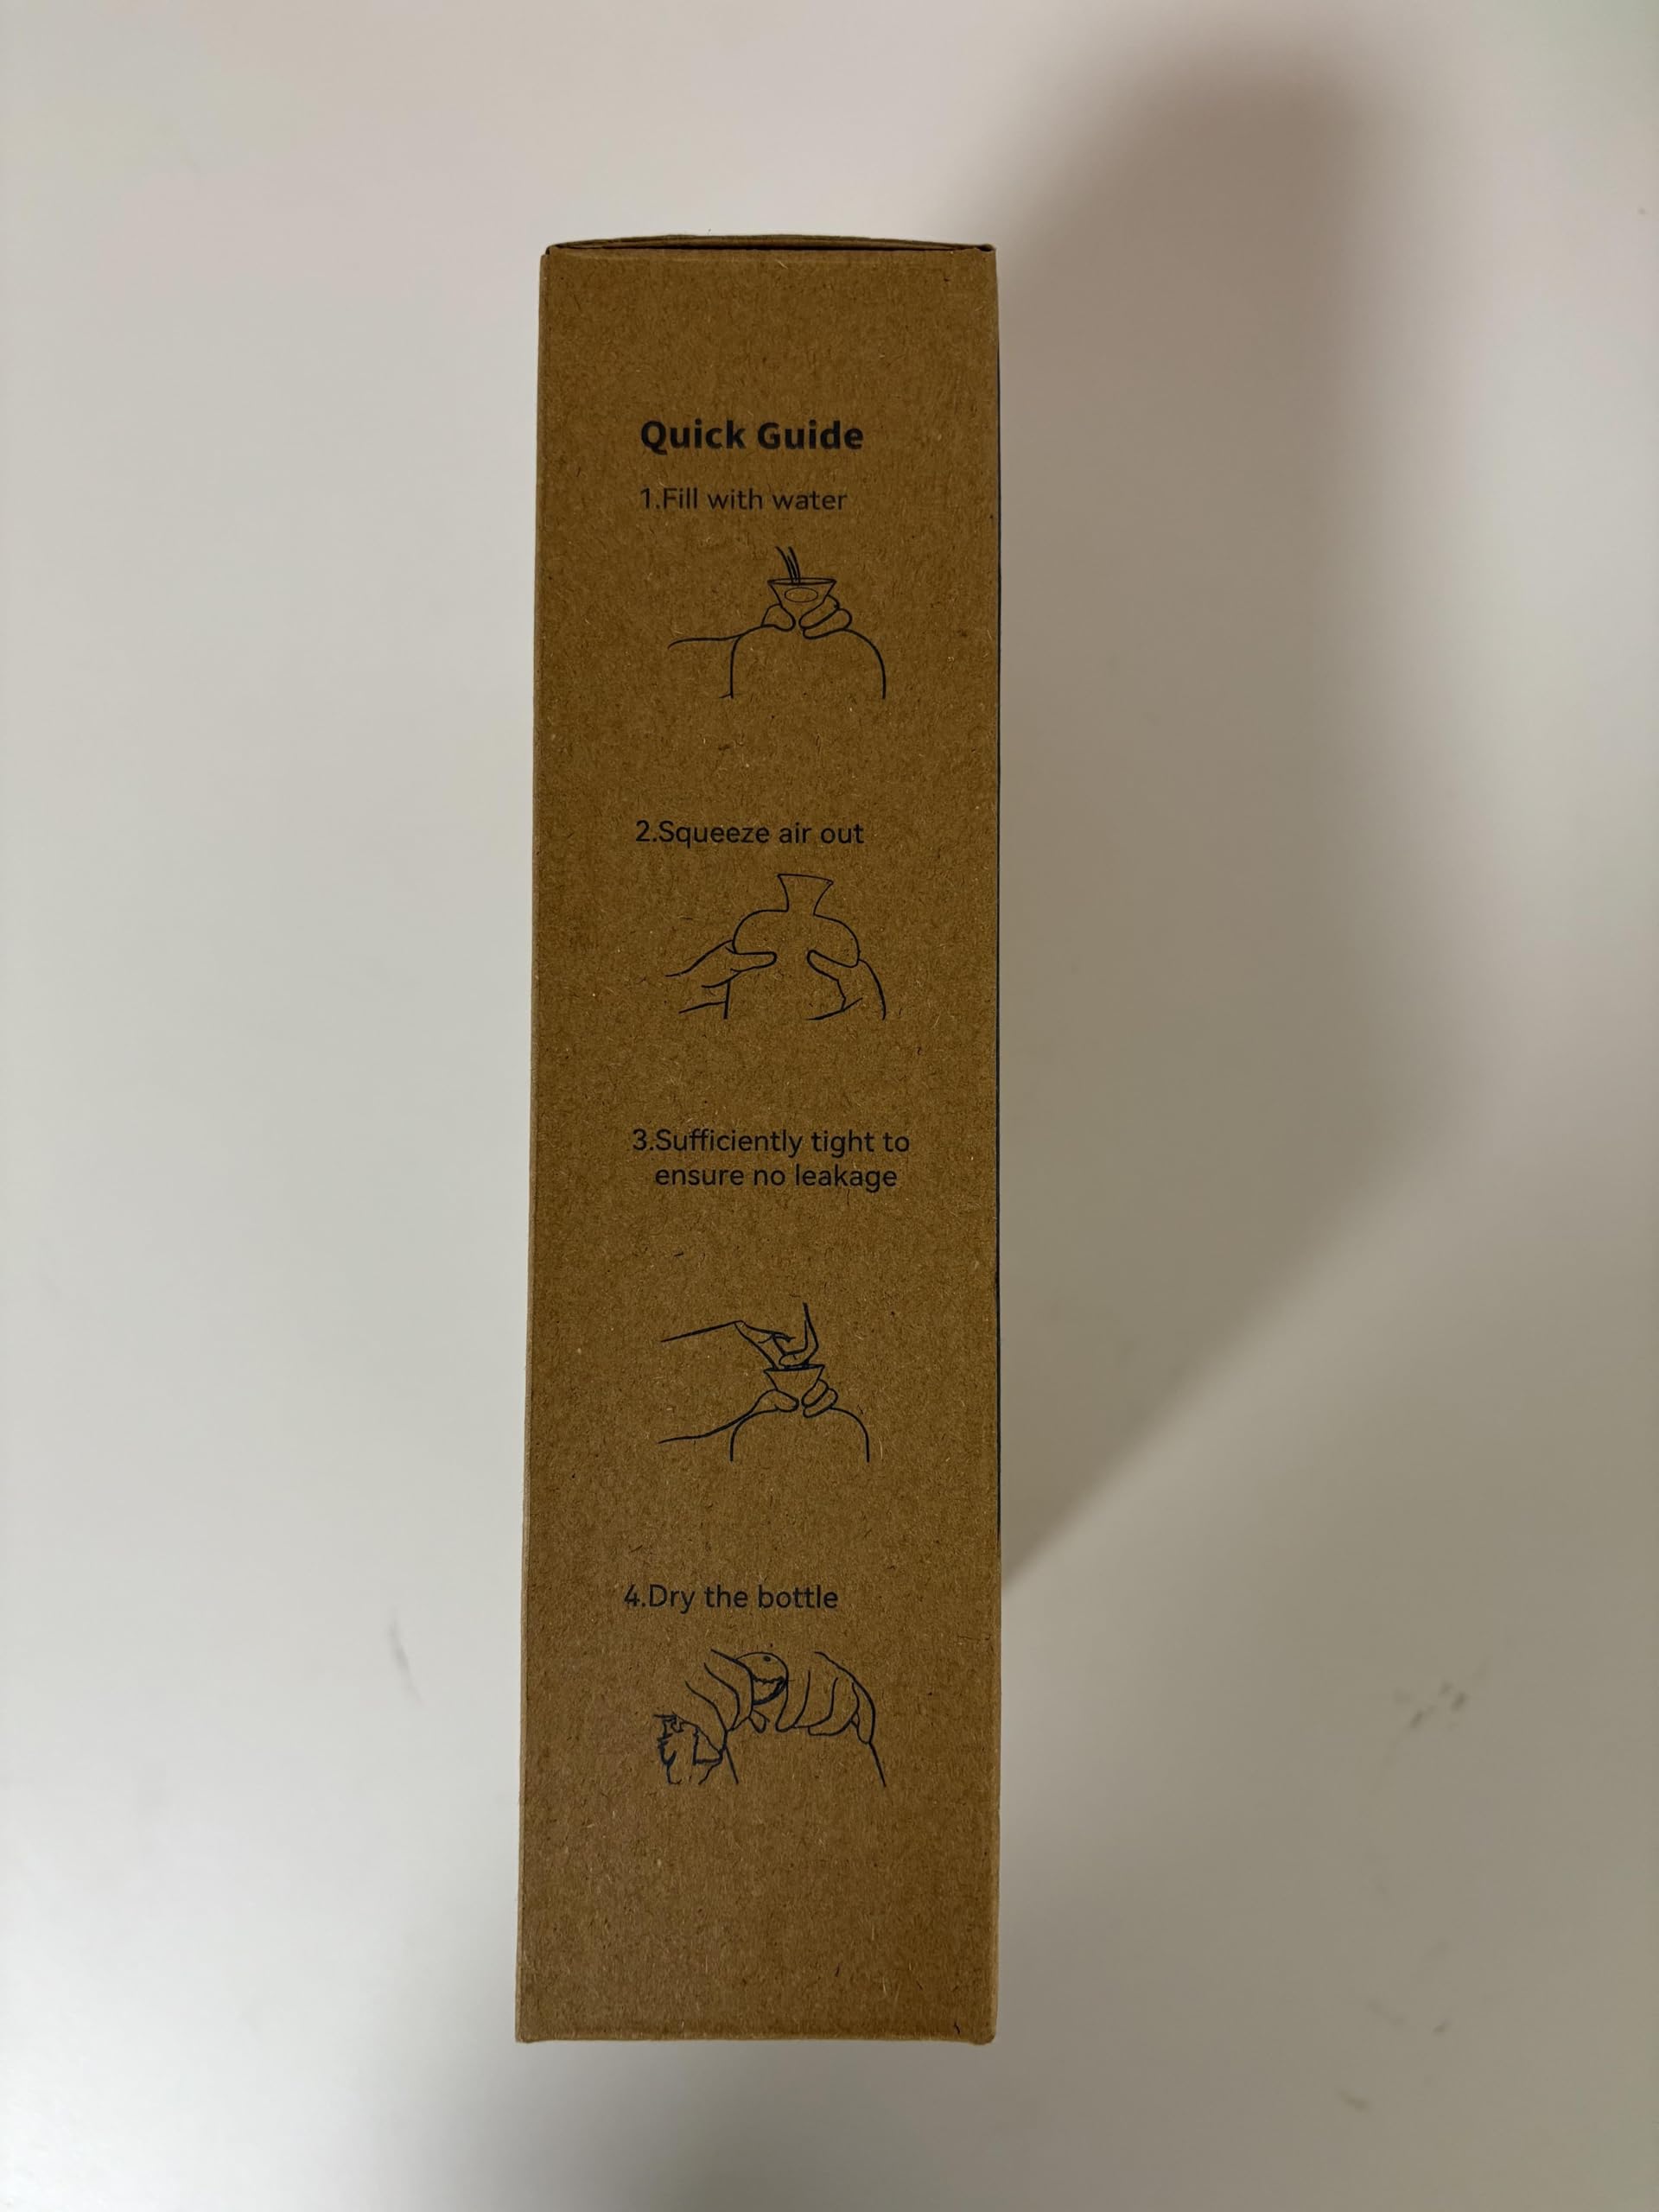 Quick Guide
1.Fill with water
2.Squeeze air out
3.Sufficiently tight to
ensure no leakage
4.Dry the bottle